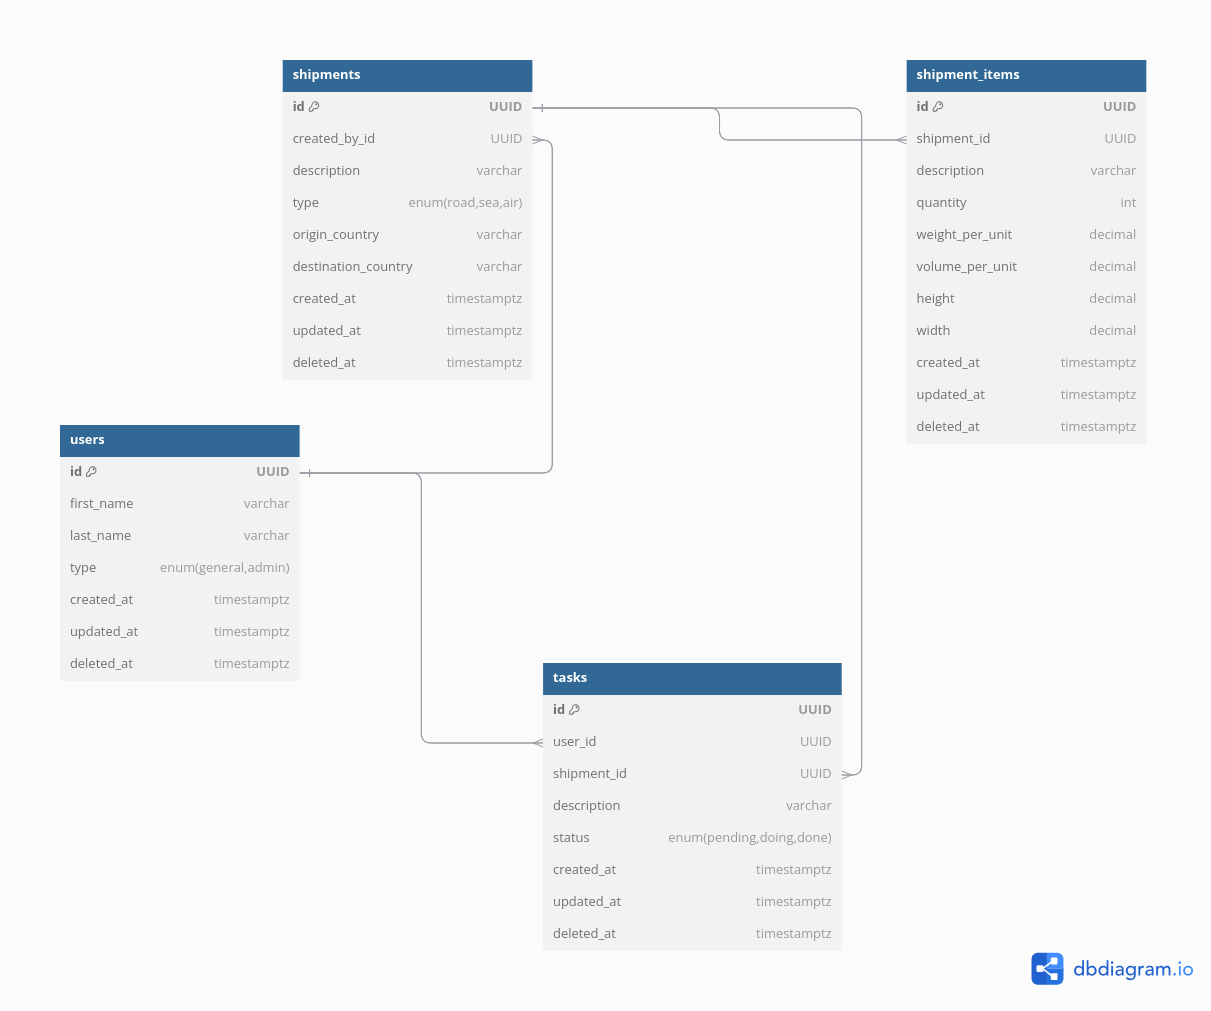 shipments
id UUID
created_by_id UUID
description varchar
type enum(road,sea,air)
origin_country varchar
destination_country varchar
created_at timestamptz
updated_at timestamptz
deleted_at timestamptz
shipment_items
id UUID
shipment_id UUID
description varchar
quantity int
weight_per_unit decimal
volume_per_unit decimal
height decimal
width decimal
created_at timestamptz
updated_at timestamptz
deleted_at timestamptz
users
id UUID
first_name varchar
last_name varchar
type enum(general,admin)
created_at timestamptz
updated_at timestamptz
deleted_at timestamptz
tasks
id UUID
user_id UUID
shipment_id UUID
description varchar
status enum(pending,doing,done)
created_at timestamptz
updated_at timestamptz
deleted_at timestamptz
dbdiagram.io